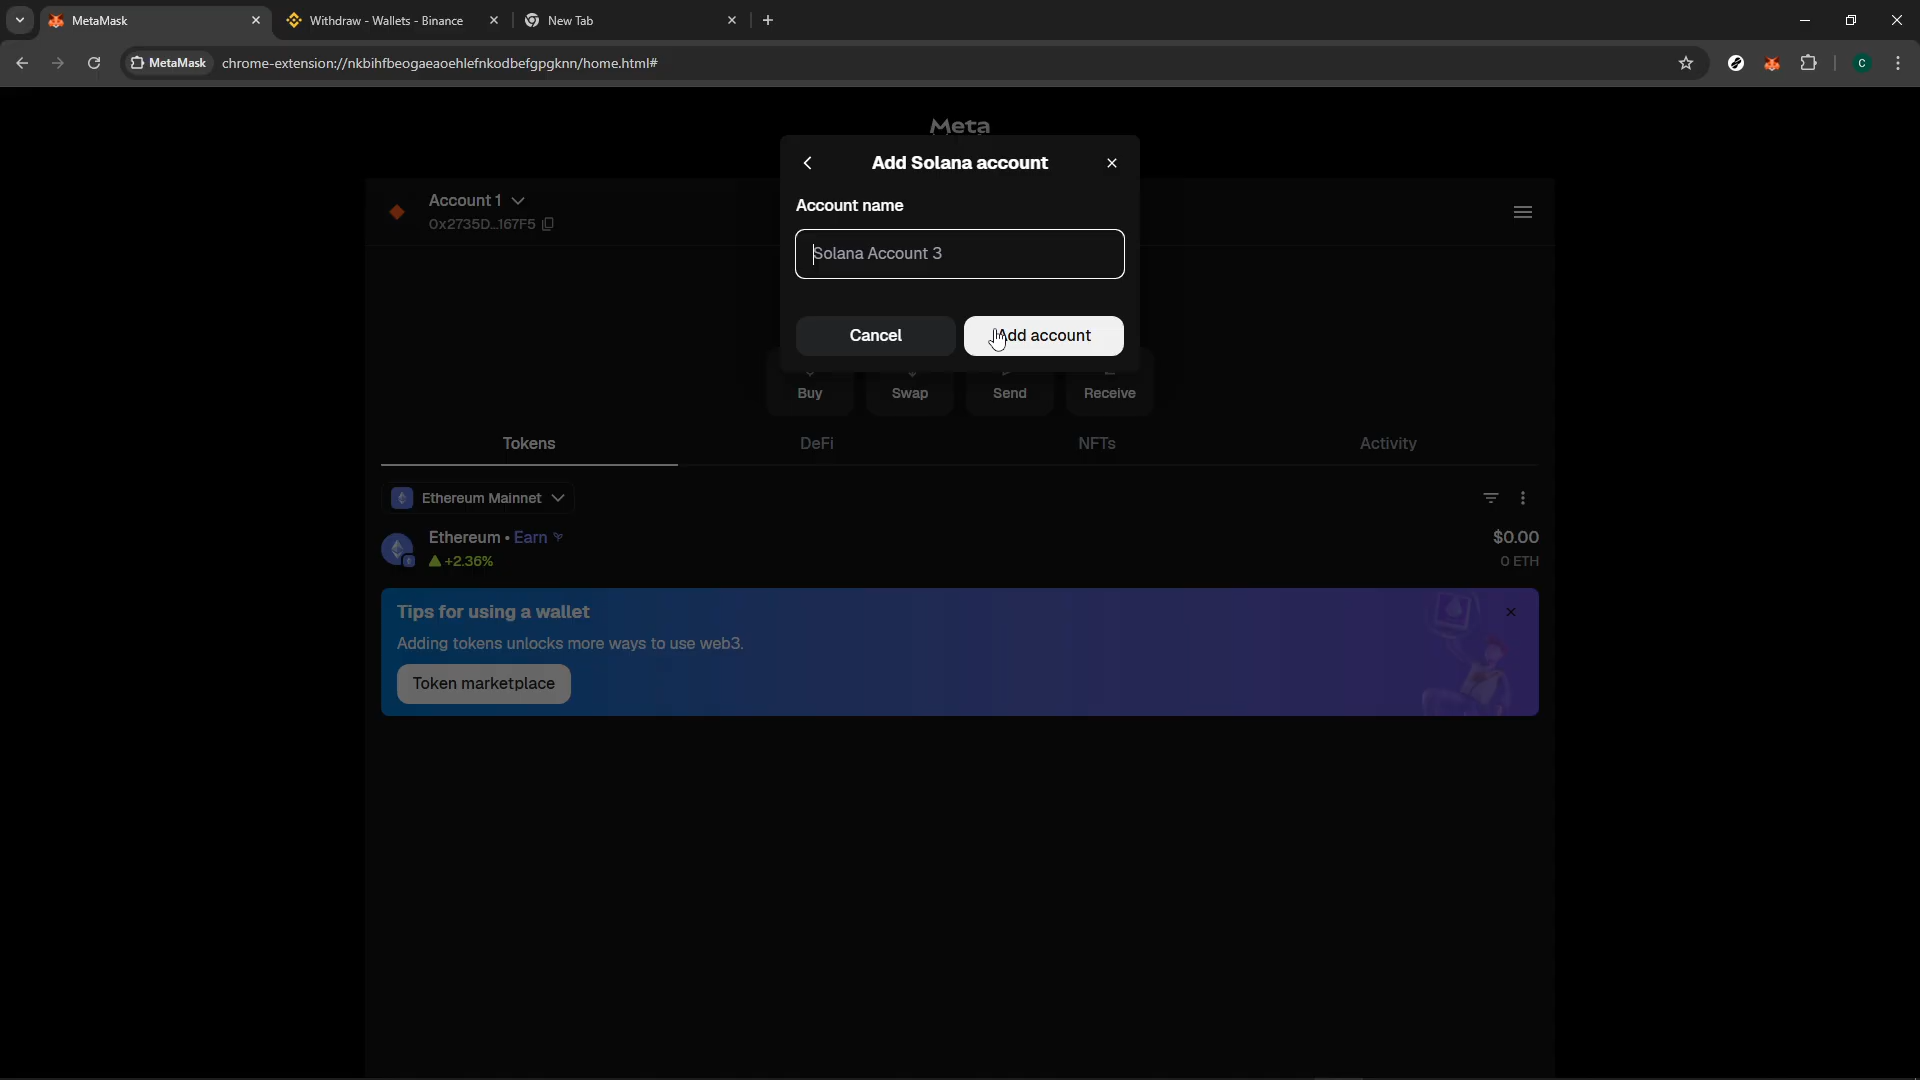 MetaMask
Withdraw - Wallets - Binance
New Tab
MetaMask
chrome-extension://nkbihfbeogaeaoehlefnkodbefgpgknn/home.html#
C
Meta
Add Solana account
Account 1
0x2735D...167F5
Account name
Solana Account 3
Cancel
Add account
Buy
Swap
Send
Receive
Tokens
DeFi
NFTs
Activity
Ethereum Mainnet
Ethereum • Earn
$0.00
+2.36%
0 ETH
Tips for using a wallet
Adding tokens unlocks more ways to use web3.
Token marketplace